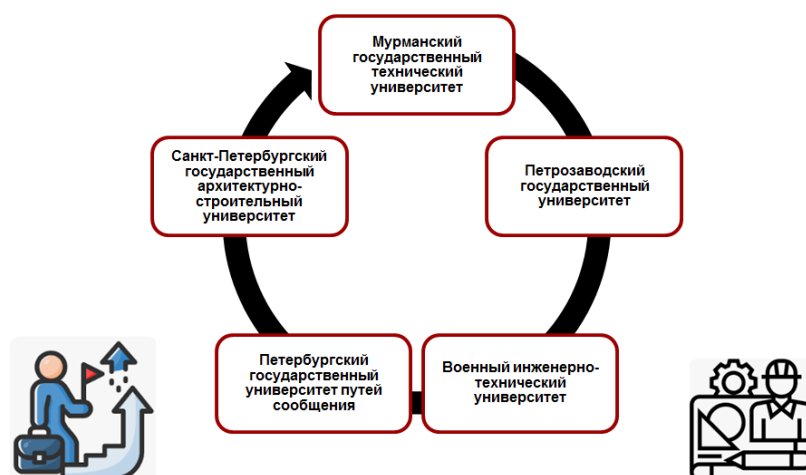 Мурманский
государственный
технический
университет
Санкт-Петербургский
государственный
архитектурно-
строительный
университет
Петрозаводский
государственный
университет
Петербургский
государственный
университет путей
сообщения
Военный инженерно-
технический
университет